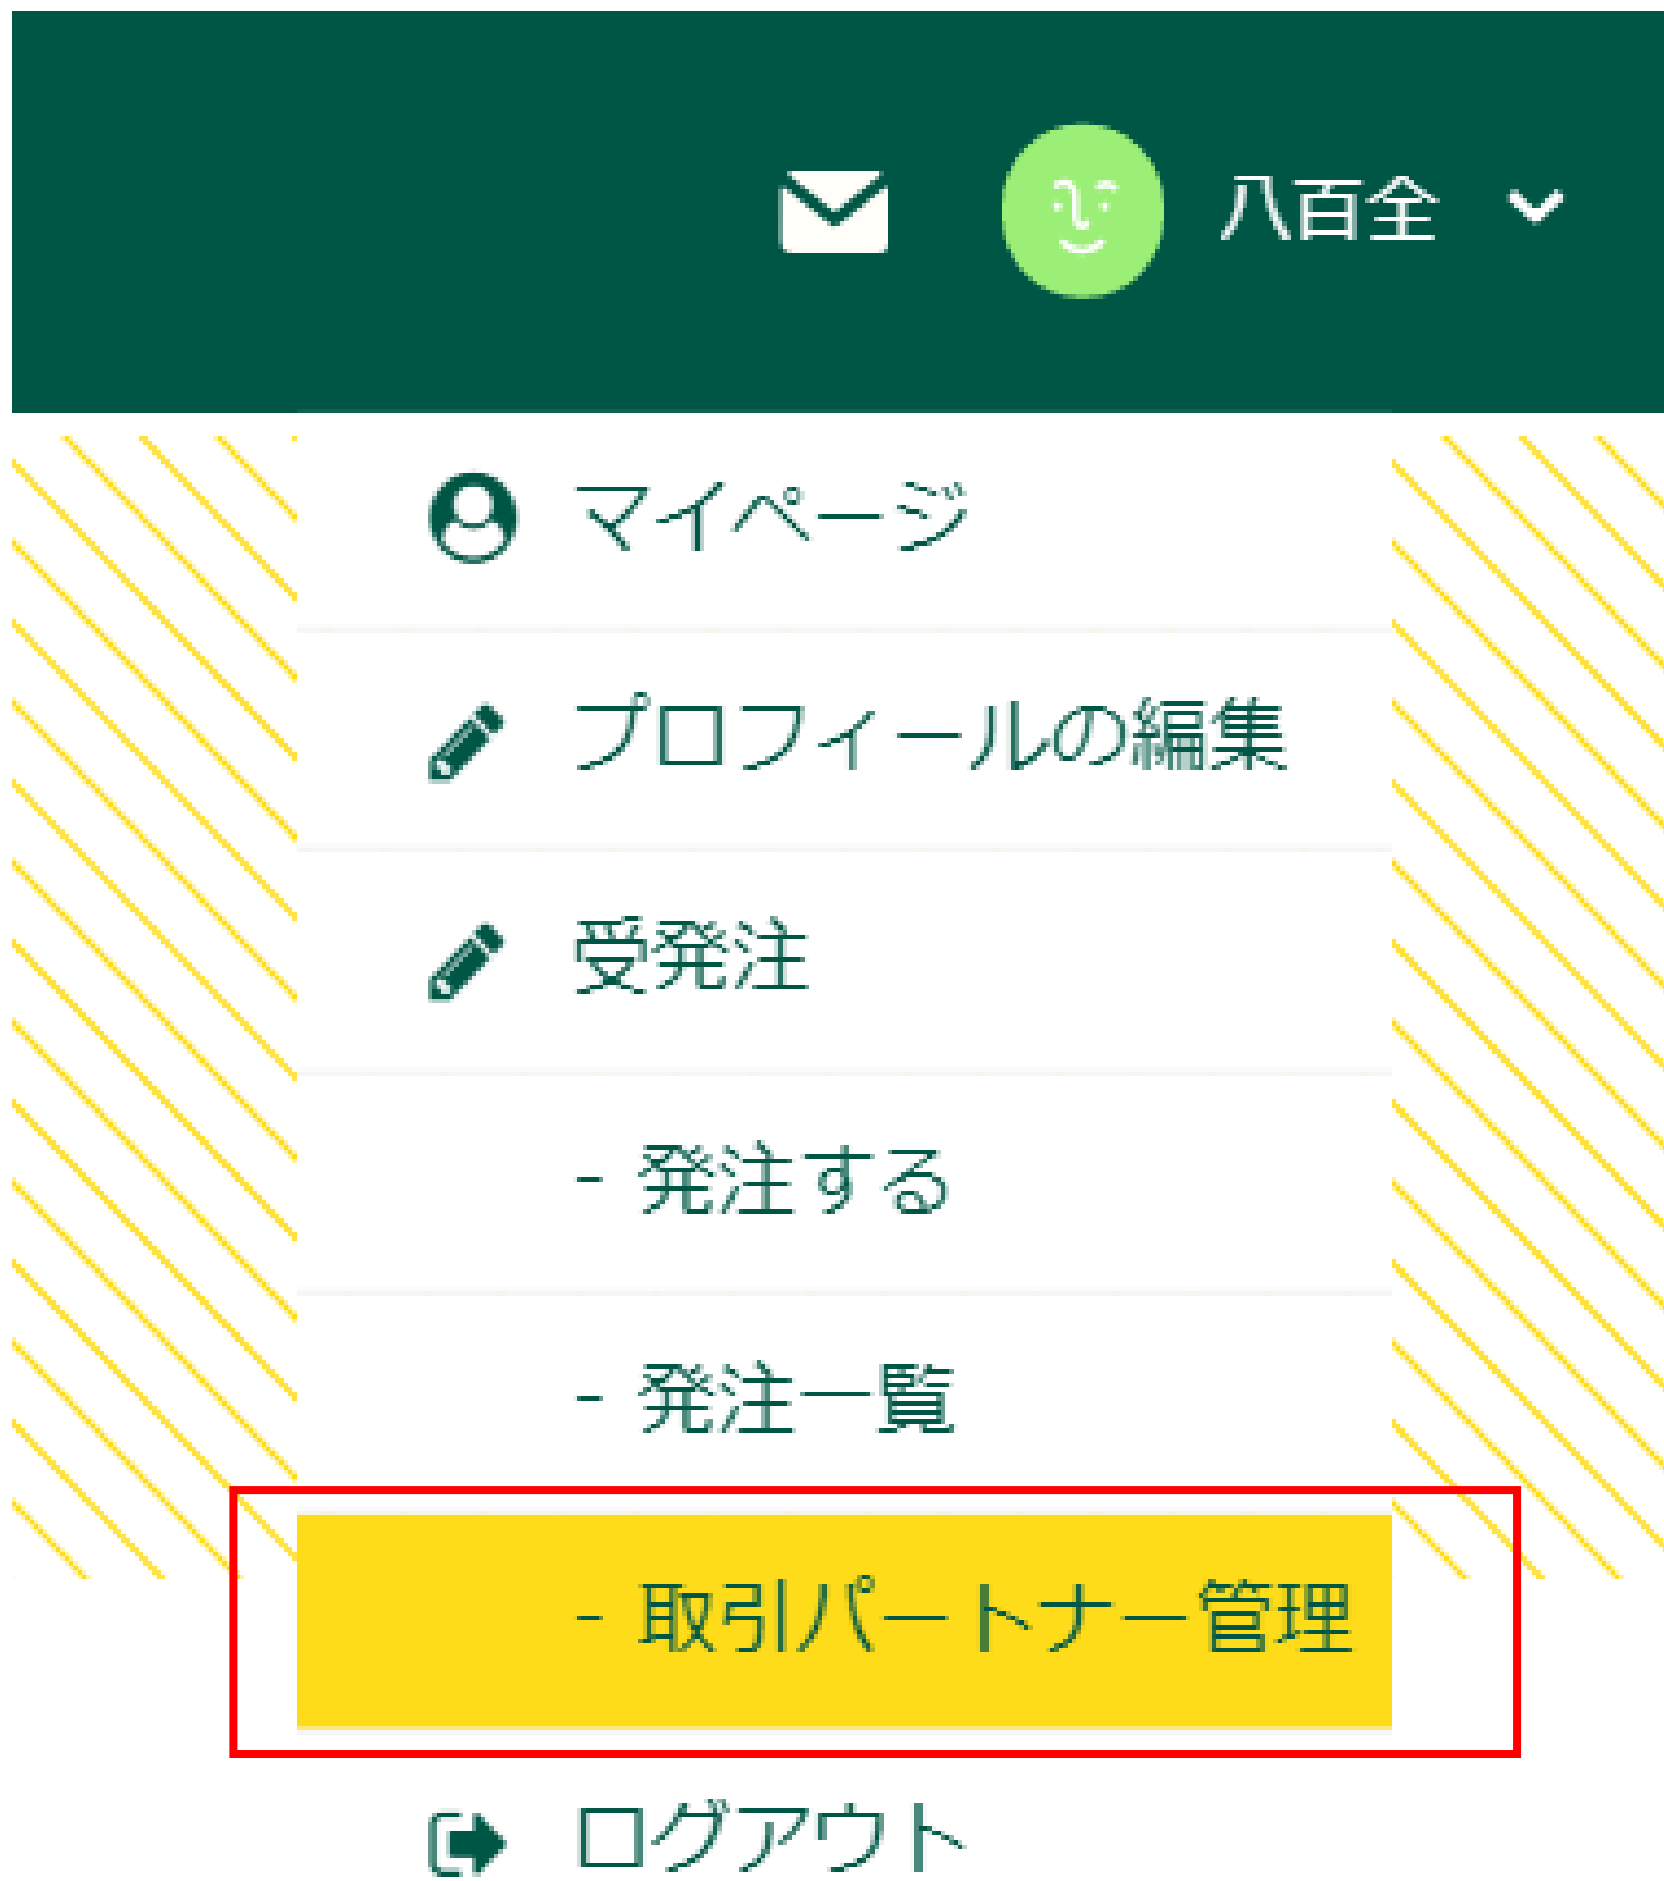 八百全
マイページ
プロフィールの編集
受発注
- 発注する
- 発注一覧
- 取引パートナー管理
ログアウト